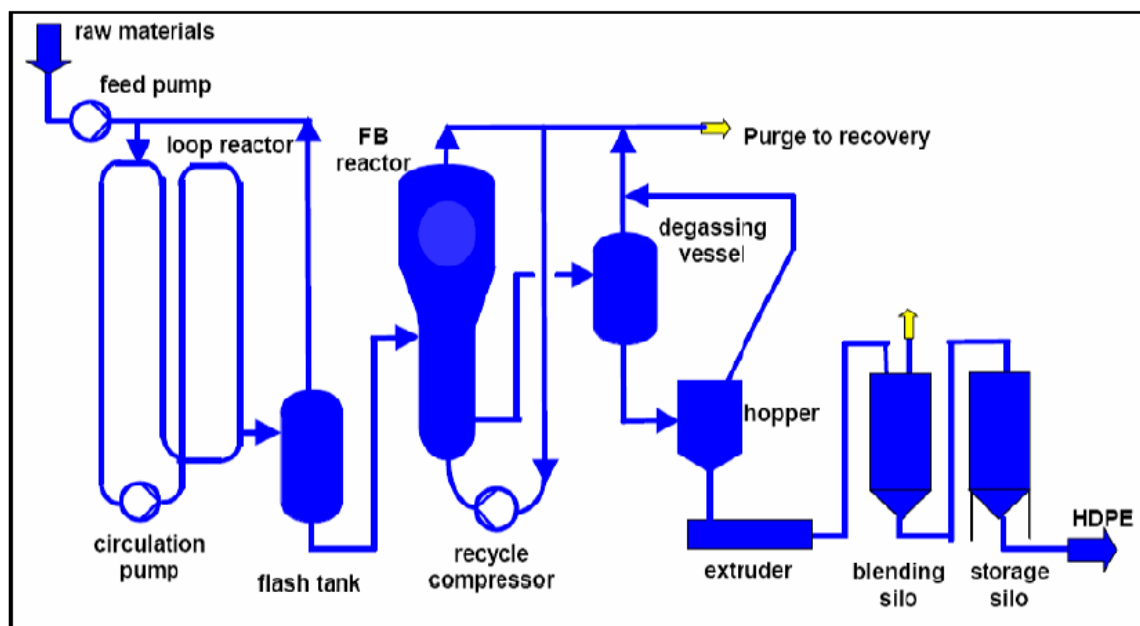 raw materials
feed pump
loop reactor
FB
reactor
Purge to recovery
degassing
vessel
hopper
HDPE
circulation
pump
flash tank
recycle
compressor
extruder
blending
silo
storage
silo